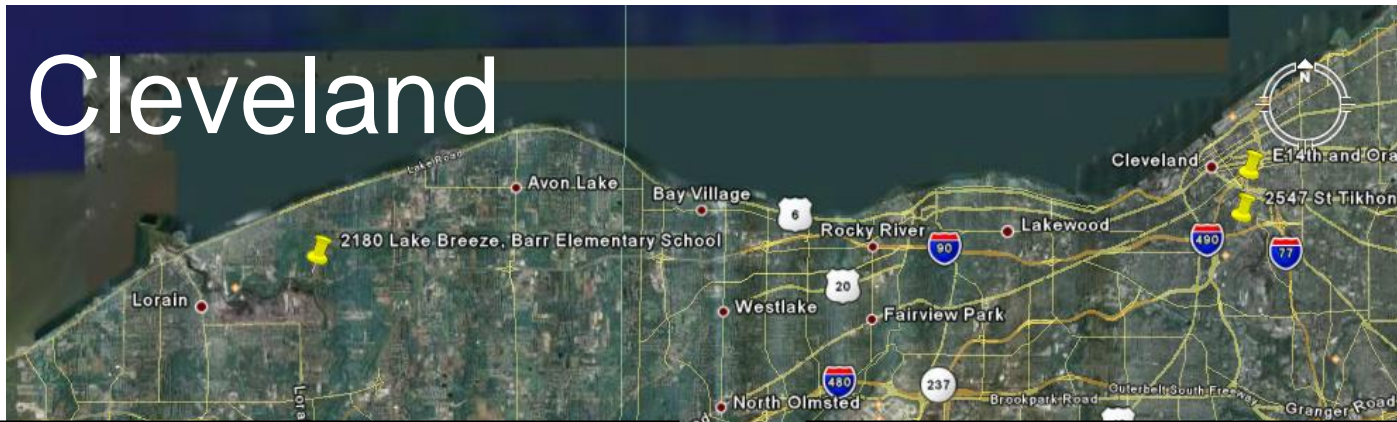 Cleveland
N
Lake Road
Cleveland
E14th and Ora
Avon Lake
Bay Village
2547 St Tikhon
6
Rocky River
Lakewood
2180 Lake Breeze, Barr Elementary School
90
490
77
20
Lorain
Westlake
Fairview Park
480
237
North Olmsted
Brookpark Road
Outerbelt South Freeway
Granger Road
Lora